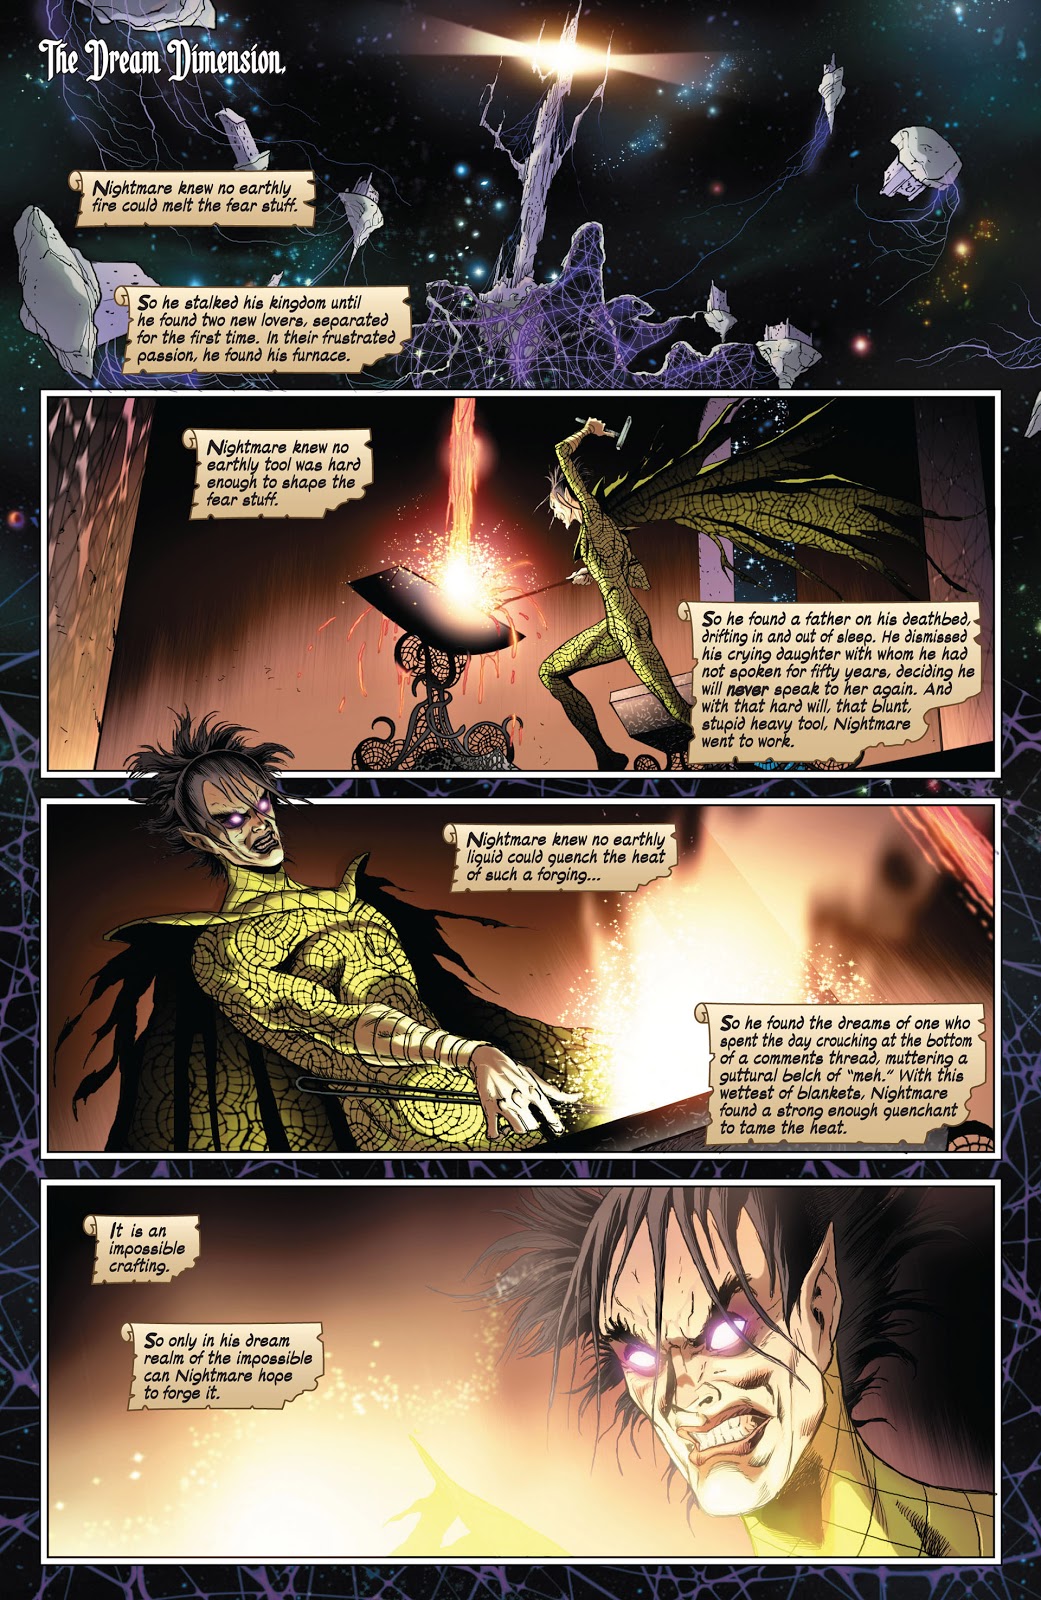 The Dream Dimension.
Nightmare knew no earthly
fire could melt the fear stuff.
So he stalked his kingdom until
he found two new lovers, separated
for the first time. In their frustrated
passion, he found his furnace.
Nightmare knew no
earthly tool was hard
enough to shape the
fear stuff.
So he found a father on his deathbed,
drifting in and out of sleep. He dismissed
his crying daughter with whom he had
not spoken for fifty years, deciding he
will never speak to her again. And
with that hard will, that blunt,
stupid heavy tool, Nightmare
went to work.
Nightmare knew no earthly
liquid could quench the heat
of such a forging...
So he found the dreams of one who
spent the day crouching at the bottom
of a comments thread, muttering a
guttural belch of "meh." With this
wettest of blankets, Nightmare
found a strong enough quenchant
to tame the heat.
It is an
impossible
crafting.
So only in his dream
realm of the impossible
can Nightmare hope
to forge it.